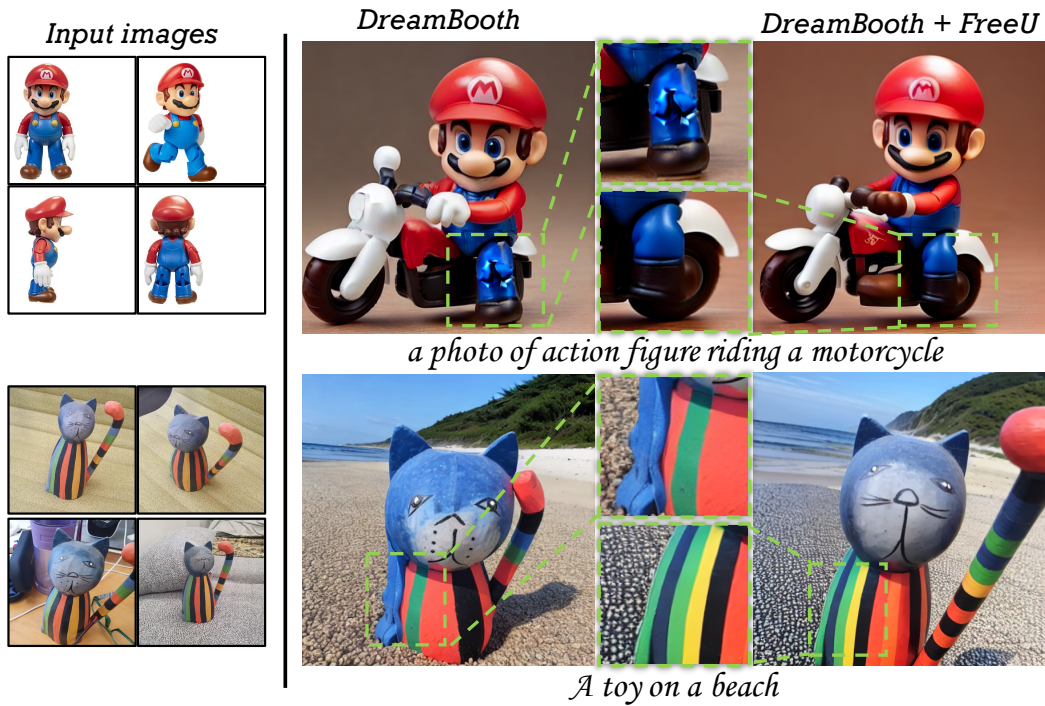 Input images
DreamBooth
DreamBooth + FreeU
M
M
M
M
a photo of action figure riding a motorcycle
A toy on a beach